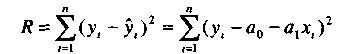 R = \sum_{i=1}^{n} (y_i - \hat{y}_i)^2 = \sum_{i=1}^{n} (y_i - a_0 - a_1 x_i)^2